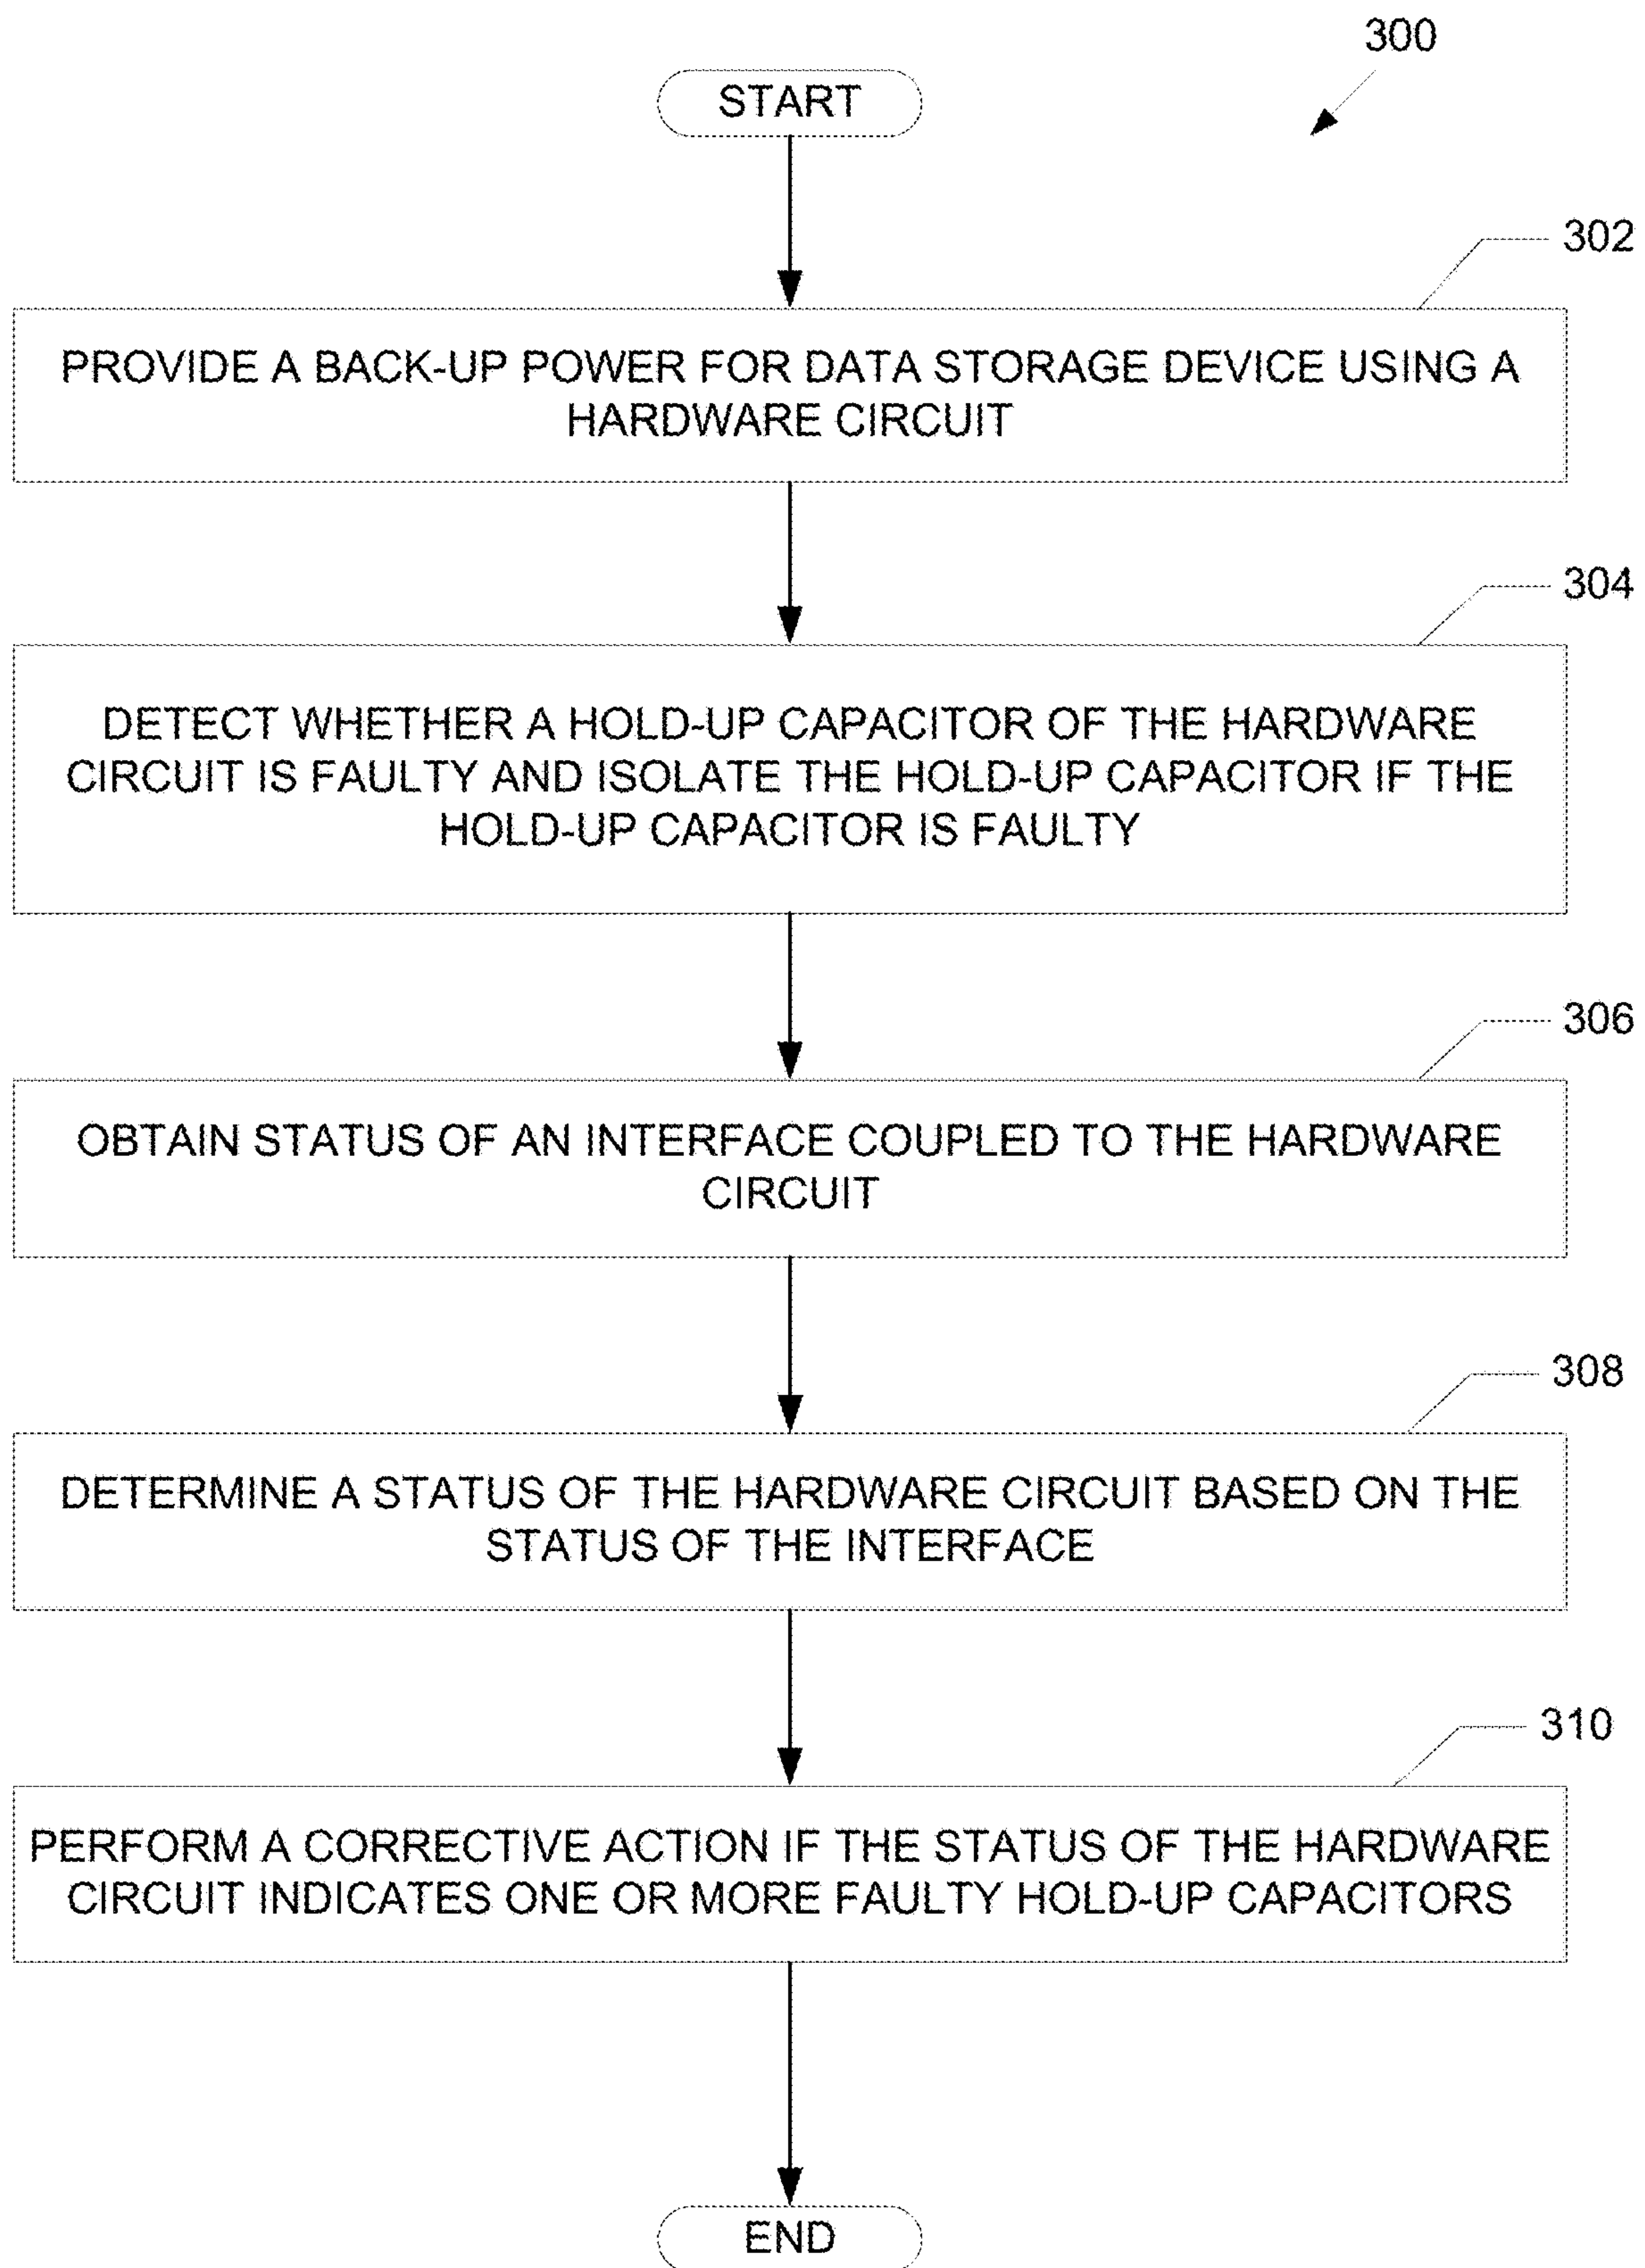 300
START
302
PROVIDE A BACK-UP POWER FOR DATA STORAGE DEVICE USING A
HARDWARE CIRCUIT
304
DETECT WHETHER A HOLD-UP CAPACITOR OF THE HARDWARE
CIRCUIT IS FAULTY AND ISOLATE THE HOLD-UP CAPACITOR IF THE
HOLD-UP CAPACITOR IS FAULTY
306
OBTAIN STATUS OF AN INTERFACE COUPLED TO THE HARDWARE
CIRCUIT
308
DETERMINE A STATUS OF THE HARDWARE CIRCUIT BASED ON THE
STATUS OF THE INTERFACE
310
PERFORM A CORRECTIVE ACTION IF THE STATUS OF THE HARDWARE
CIRCUIT INDICATES ONE OR MORE FAULTY HOLD-UP CAPACITORS
END